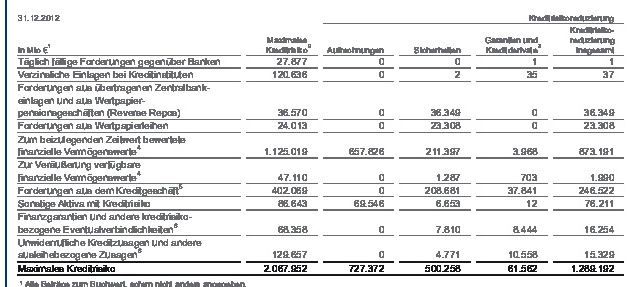 31.12.2012 Kreditrisikoreduzierung
in Mio €¹ Maximales Kreditrisiko² Aufrechnungen Sicherheiten Garantien und Kreditderivate³ Kreditrisiko-reduzierung insgesamt
Täglich fällige Forderungen gegenüber Banken 27.877 0 0 1 1
Verzinsliche Einlagen bei Kreditinstituten 120.636 0 2 35 37
Forderungen aus übertragenen Zentralbank-
einlagen und aus Wertpapier-
pensionsgeschäften (Reverse Repos) 36.570 0 36.349 0 36.349
Forderungen aus Wertpapierleihen 24.013 0 23.308 0 23.308
Zum beizulegenden Zeitwert bewertete
finanzielle Vermögenswerte⁴ 1.125.019 657.826 211.397 3.968 873.191
Zur Veräußerung verfügbare
finanzielle Vermögenswerte⁴ 47.110 0 1.287 703 1.990
Forderungen aus dem Kreditgeschäft⁵ 402.069 0 208.681 37.841 246.522
Sonstige Aktiva mit Kreditrisiko 86.643 69.546 6.653 12 76.211
Finanzgarantien und andere kreditrisiko-
bezogene Eventualverbindlichkeiten⁶ 68.358 0 7.810 8.444 16.254
Unwiderrufliche Kreditzusagen und andere
ausleihebezogene Zusagen⁶ 129.657 0 4.771 10.558 15.329
Maximales Kreditrisiko 2.067.952 727.372 500.258 61.562 1.289.192
¹ Alle Beträge zum Buchwert, sofern nicht anders angegeben.